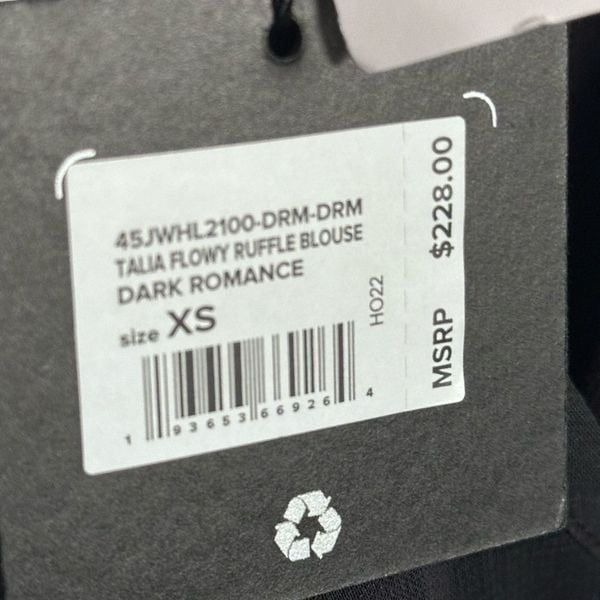 45JWHL2100-DRM-DRM
TALIA FLOWY RUFFLE BLOUSE
DARK ROMANCE
size XS
HO22
1 93653 66926 4
MSRP $228.00